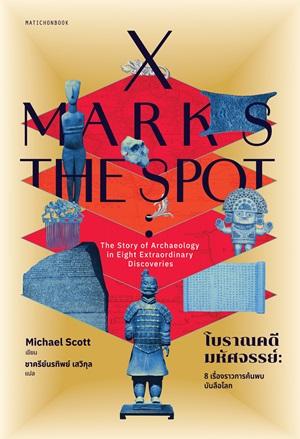 MATICHONBOOK
X
MARKS
THE SPOT
:
The Story of Archaeology
in Eight Extraordinary
Discoveries
Michael Scott
เขียน
ชาครีย์นรทิพย์ เสวิกุล
แปล
โบราณคดี
มหัศจรรย์:
8 เรื่องราวการค้นพบ
บันลือโลก